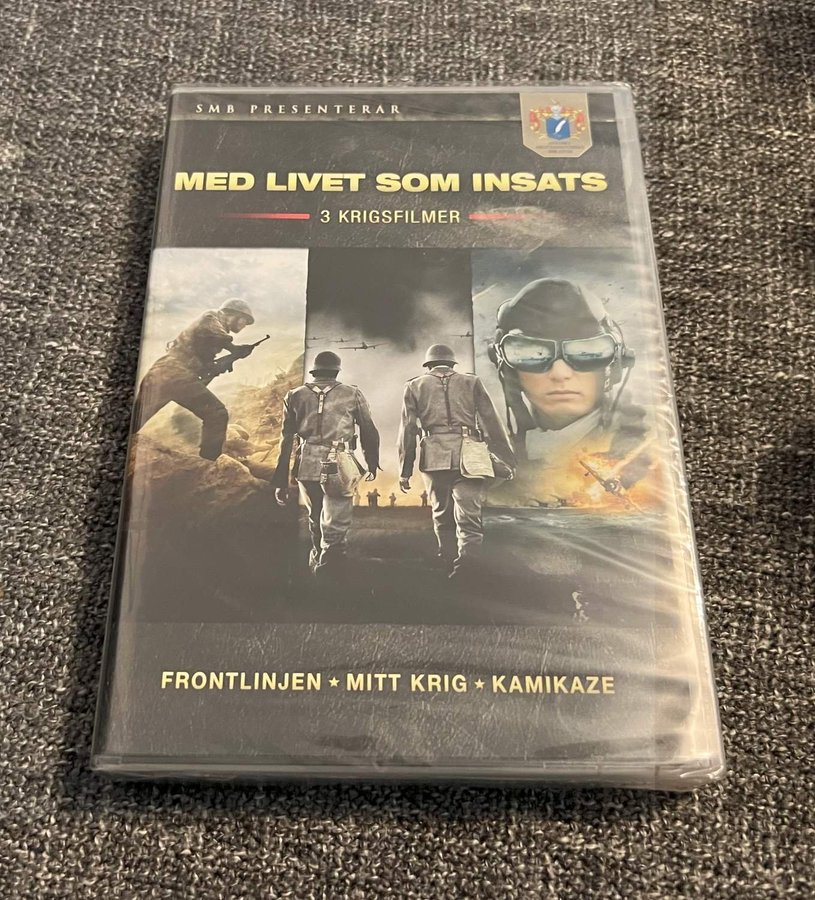 SMB PRESENTERAR
MED LIVET SOM INSATS
3 KRIGSFILMER
FRONTLINJEN ★ MITT KRIG ★ KAMIKAZE